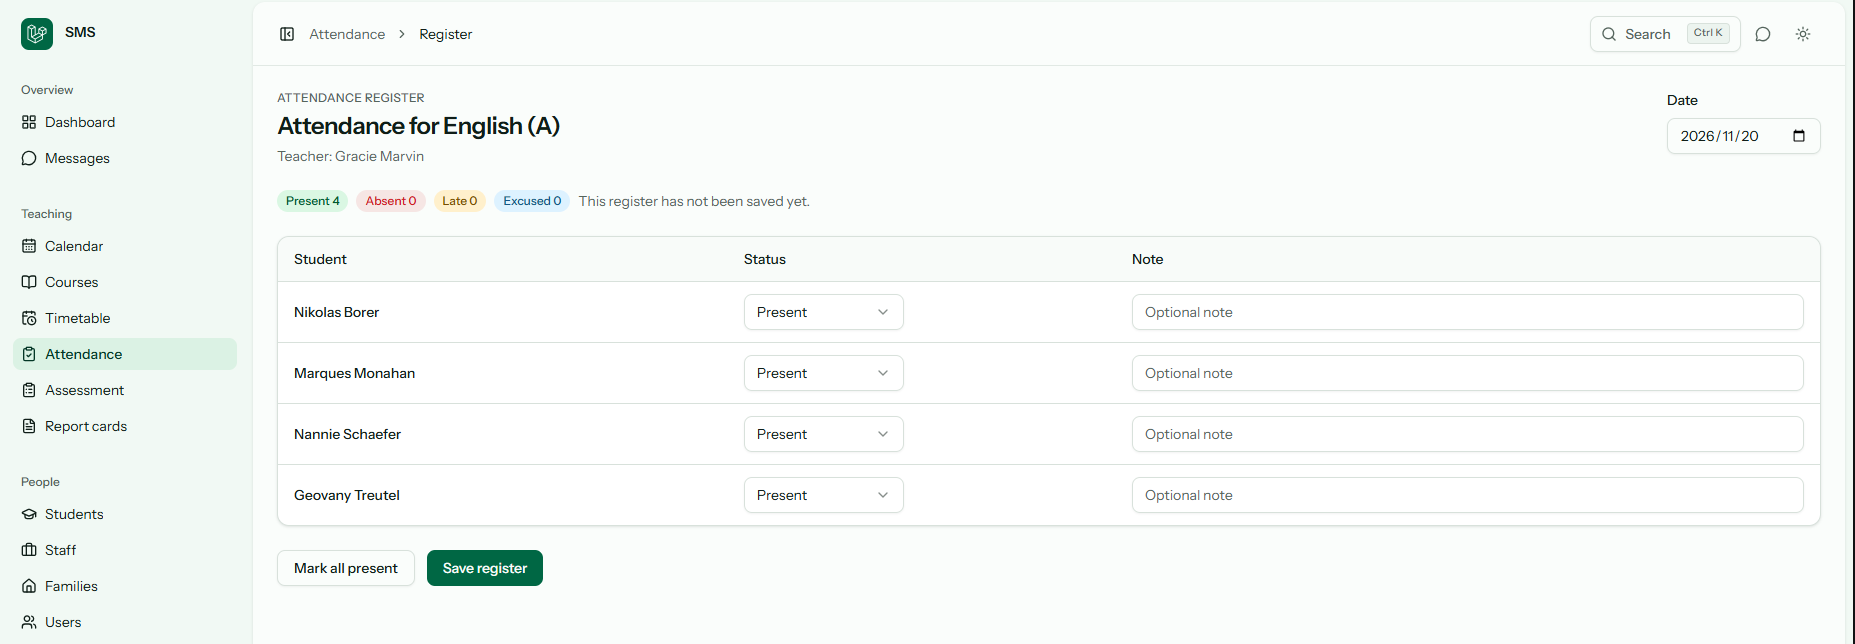 SMS
Overview
Dashboard
Messages
Teaching
Calendar
Courses
Timetable
Attendance
Assessment
Report cards
People
Students
Staff
Families
Users
Attendance > Register
Search Ctrl K
ATTENDANCE REGISTER
Attendance for English (A)
Teacher: Gracie Marvin
Date
2026/11/20
Present 4 Absent 0 Late 0 Excused 0 This register has not been saved yet.
Student Status Note
Nikolas Borer Present Optional note
Marques Monahan Present Optional note
Nannie Schaefer Present Optional note
Geovany Treutel Present Optional note
Mark all present Save register